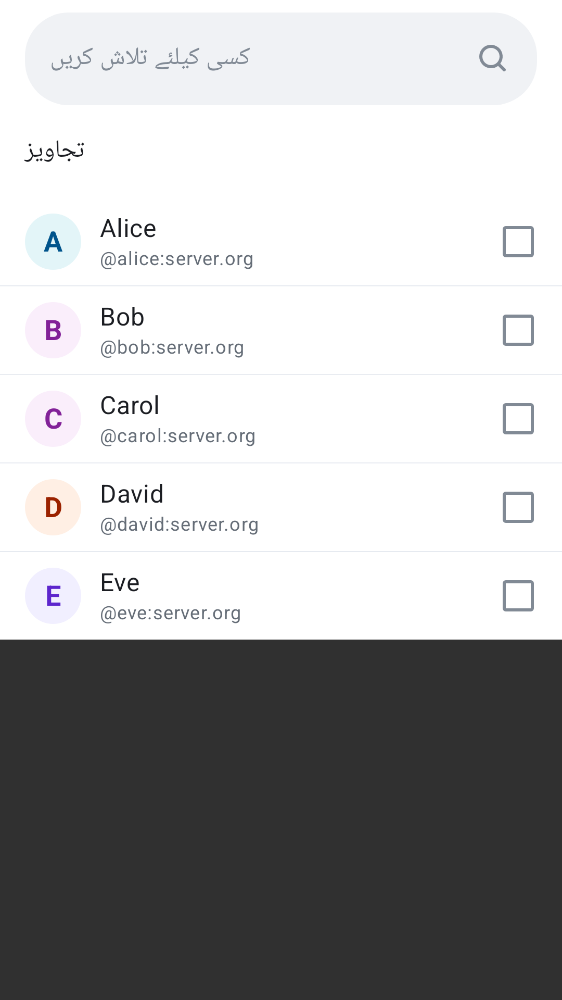 کسی کیلئے تلاش کریں
تجاویز
A
Alice
@alice:server.org
B
Bob
@bob:server.org
C
Carol
@carol:server.org
D
David
@david:server.org
E
Eve
@eve:server.org